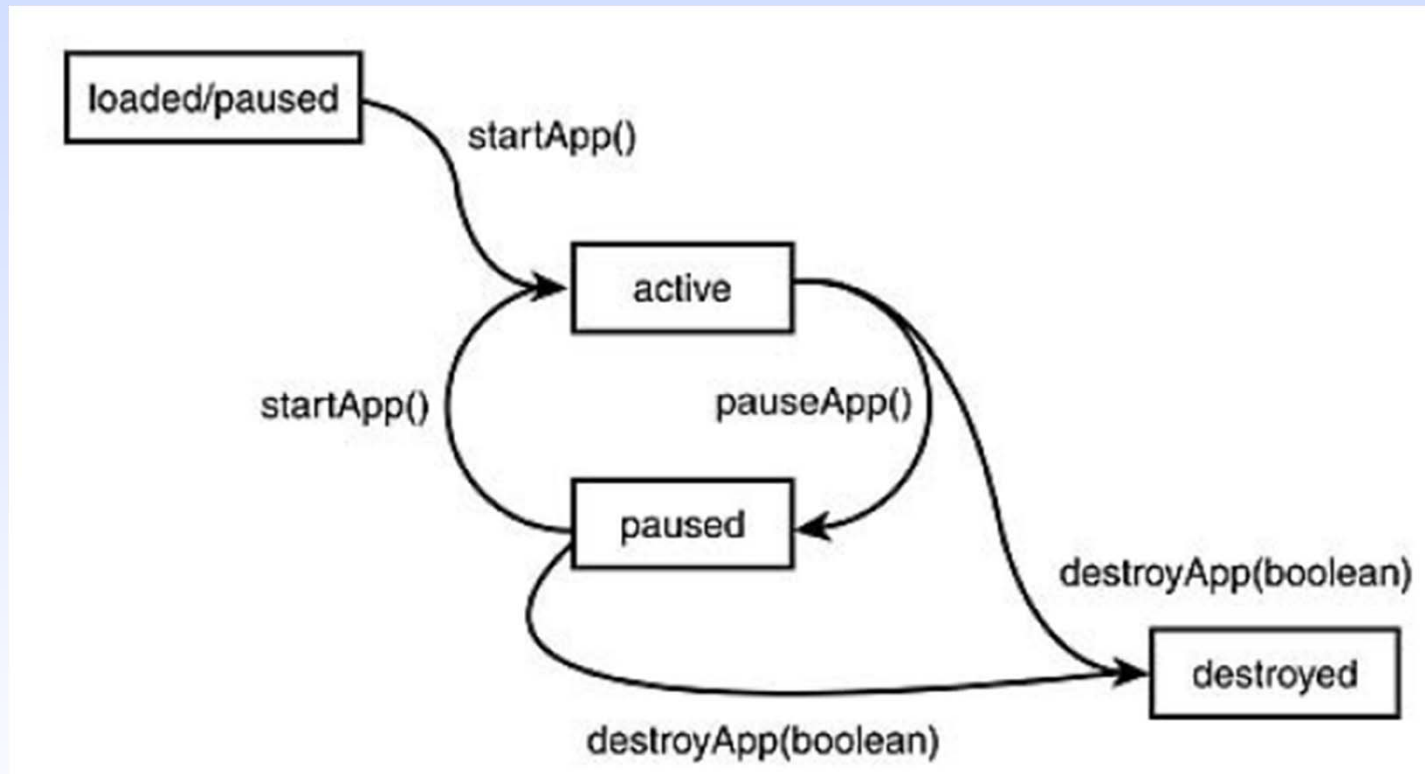 loaded/paused
startApp()
active
startApp()
pauseApp()
paused
destroyApp(boolean)
destroyed
destroyApp(boolean)